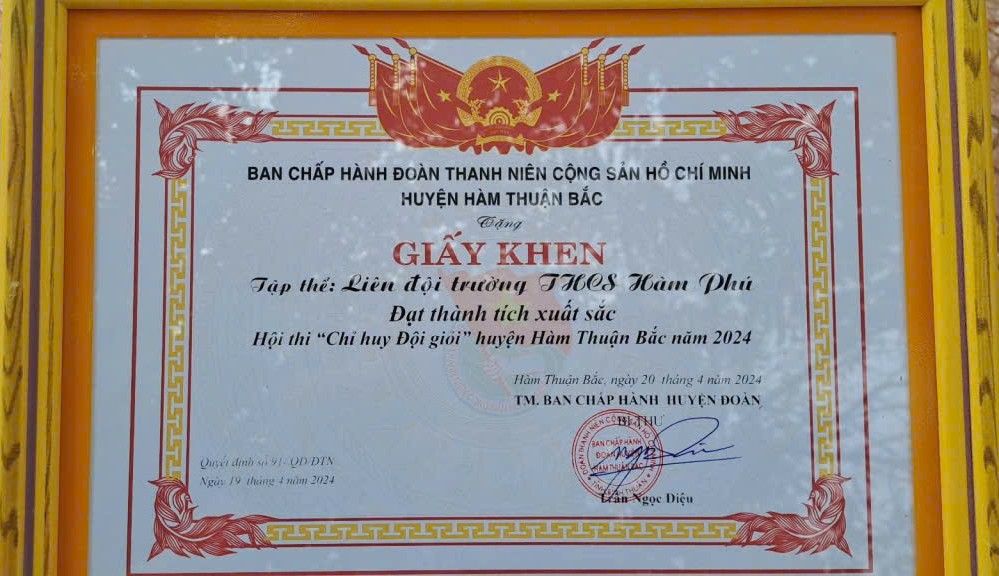 BAN CHẤP HÀNH ĐOÀN THANH NIÊN CỘNG SẢN HỒ CHÍ MINH
HUYỆN HÀM THUẬN BẮC
Tặng
GIẤY KHEN
Tập thể: Liên đội trường THCS Hàm Phú
Đạt thành tích xuất sắc
Hội thi “Chỉ huy Đội giỏi” huyện Hàm Thuận Bắc năm 2024
Hàm Thuận Bắc, ngày 20 tháng 4 năm 2024
TM. BAN CHẤP HÀNH HUYỆN ĐOÀN
BÍ THƯ
BAN CHẤP HÀNH
HÀM THUẬN BẮC
Trần Ngọc Diệu
Quyết định số 91- QĐ/ĐTN
Ngày 19 tháng 4 năm 2024